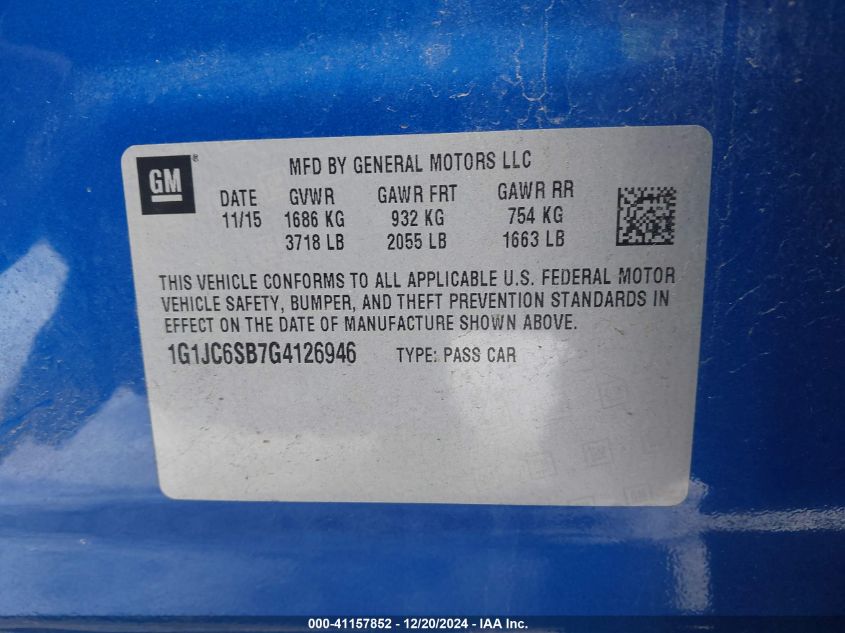 GM®
MFD BY GENERAL MOTORS LLC
DATE GVWR GAWR FRT GAWR RR
11/15 1686 KG 932 KG 754 KG
3718 LB 2055 LB 1663 LB
THIS VEHICLE CONFORMS TO ALL APPLICABLE U.S. FEDERAL MOTOR
VEHICLE SAFETY, BUMPER, AND THEFT PREVENTION STANDARDS IN
EFFECT ON THE DATE OF MANUFACTURE SHOWN ABOVE.
1G1JC6SB7G4126946 TYPE: PASS CAR
000-41157852 - 12/20/2024 - IAA Inc.